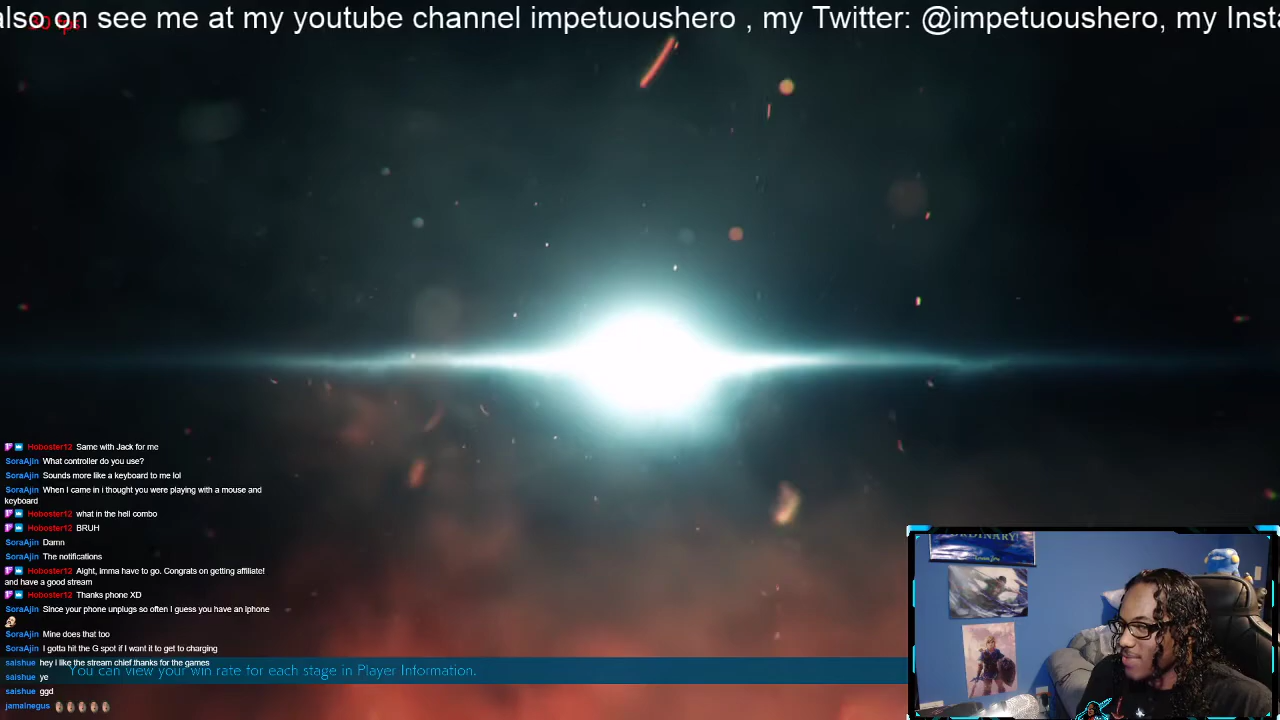 also on see me at my youtube channel impetuoushero , my Twitter: @impetuoushero, my Insta
30 fps
Hoboster12 Same with Jack for me
SoraAjin What controller do you use?
SoraAjin Sounds more like a keyboard to me lol
SoraAjin When I came in i thought you were playing with a mouse and
keyboard
Hoboster12 what in the hell combo
Hoboster12 BRUH
SoraAjin Damn
SoraAjin The notifications
Hoboster12 Aight, imma have to go. Congrats on getting affiliate!
and have a good stream
Hoboster12 Thanks phone XD
SoraAjin Since your phone unplugs so often I guess you have an Iphone
SoraAjin Mine does that too
SoraAjin I gotta hit the G spot if I want it to get to charging
saishue hey i like the stream chief thanks for the games
You can view your win rate for each stage in Player Information.
saishue ye
saishue ggd
jamalnegus
ORDINARY!